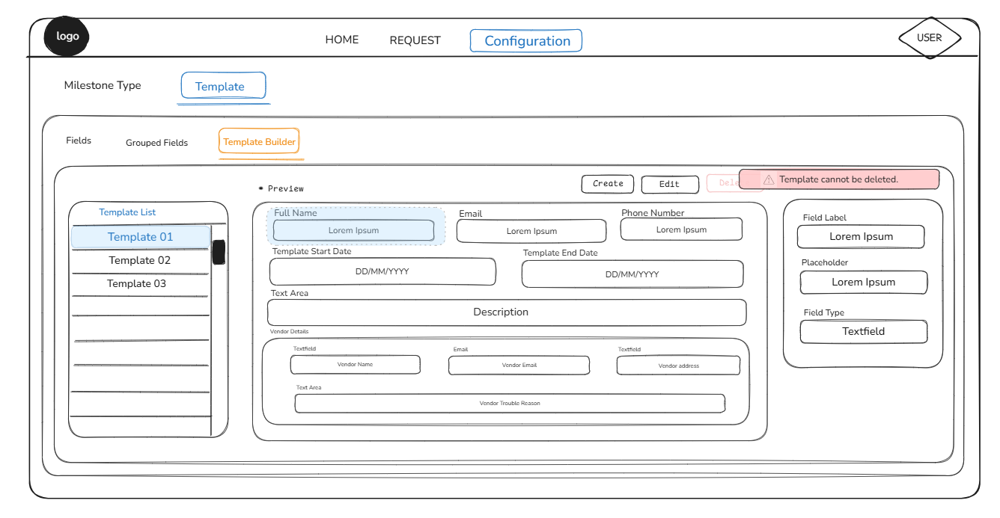 logo
HOME
REQUEST
Configuration
USER
Milestone Type
Template
Fields
Grouped Fields
Template Builder
* Preview
Create
Edit
Dele
Template cannot be deleted.
Template List
Template 01
Template 02
Template 03
Full Name
Lorem Ipsum
Email
Lorem Ipsum
Phone Number
Lorem Ipsum
Template Start Date
DD/MM/YYYY
Template End Date
DD/MM/YYYY
Text Area
Description
Vendor Details
Textfield
Vendor Name
Email
Vendor Email
Textfield
Vendor address
Text Area
Vendor Trouble Reason
Field Label
Lorem Ipsum
Placeholder
Lorem Ipsum
Field Type
Textfield